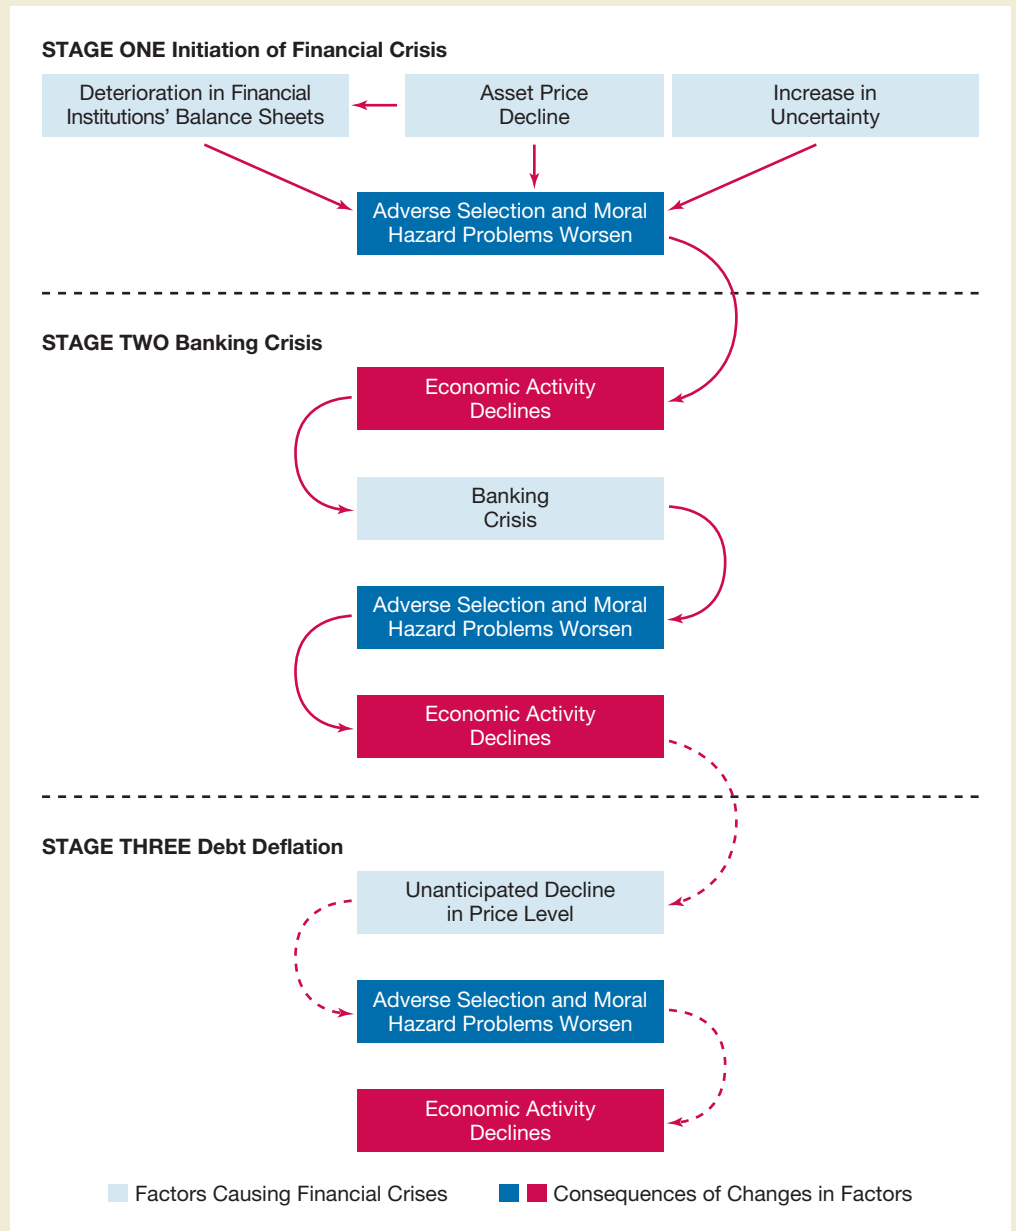 STAGE ONE Initiation of Financial Crisis
Deterioration in Financial
Institutions’ Balance Sheets
Asset Price
Decline
Increase in
Uncertainty
Adverse Selection and Moral
Hazard Problems Worsen
STAGE TWO Banking Crisis
Economic Activity
Declines
Banking
Crisis
Adverse Selection and Moral
Hazard Problems Worsen
Economic Activity
Declines
STAGE THREE Debt Deflation
Unanticipated Decline
in Price Level
Adverse Selection and Moral
Hazard Problems Worsen
Economic Activity
Declines
Factors Causing Financial Crises
Consequences of Changes in Factors